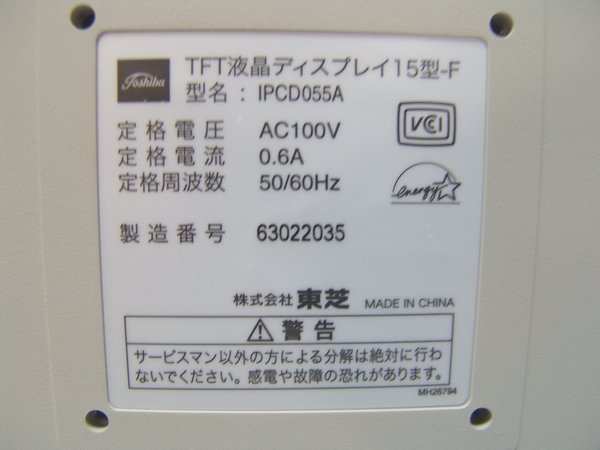 Toshiba
TFT液晶ディスプレイ15型-F
型名：IPCD055A
定格電圧 AC100V
定格電流 0.6A
定格周波数 50/60Hz
VCCI
energy
製造番号 63022035
株式会社 東芝 MADE IN CHINA
警告
サービスマン以外の方による分解は絶対に行わ
ないでください。感電や故障の恐れがあります。
MH26794